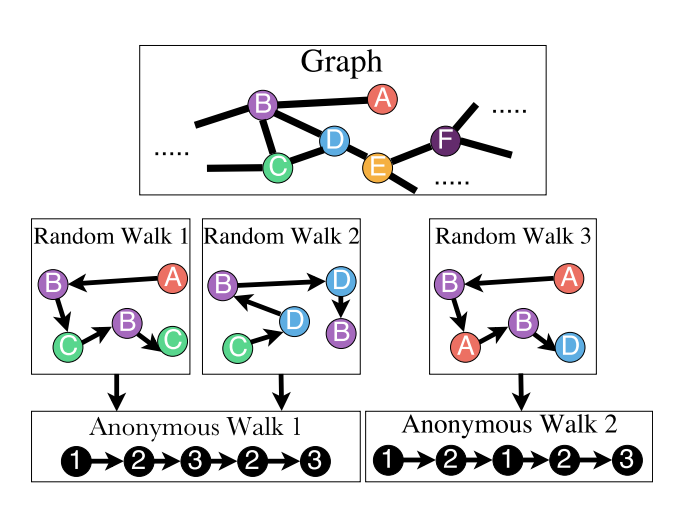 Graph
B A
D F
..... C E .....
.....
Random Walk 1 Random Walk 2 Random Walk 3
B A B D B A
C B C C D B A B D
Anonymous Walk 1 Anonymous Walk 2
1 2 3 2 3 1 2 1 2 3